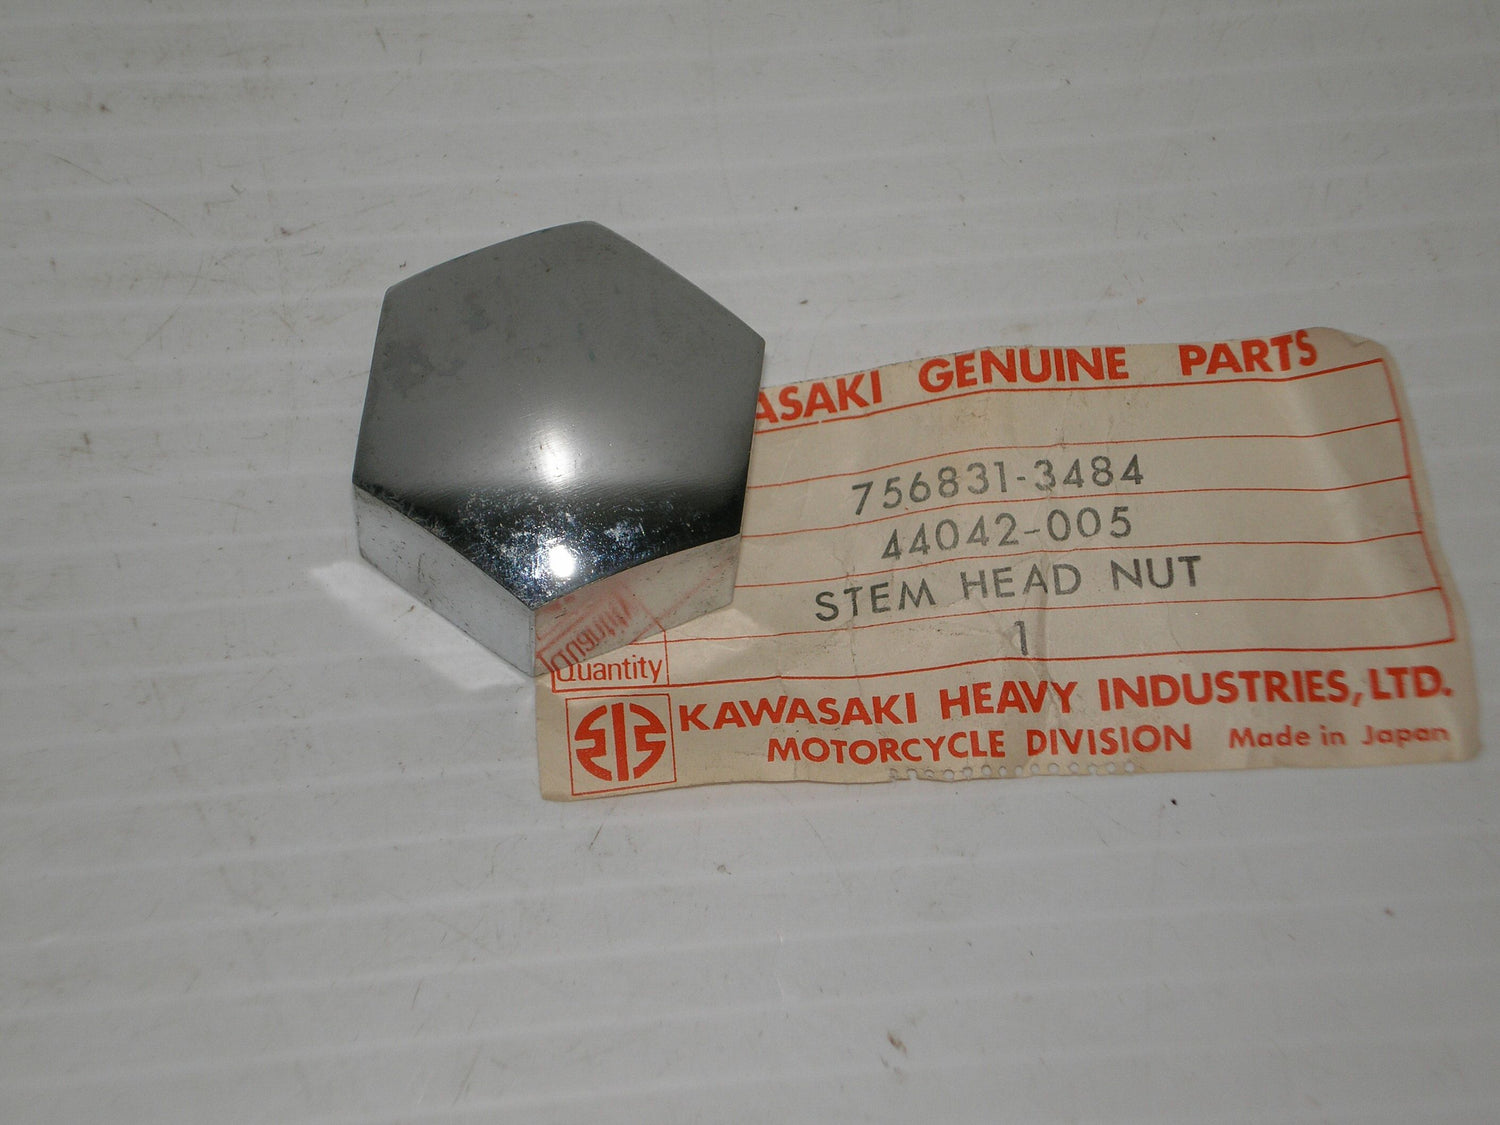 ASAKI GENUINE PARTS
756831-3484
44042-005
STEM HEAD NUT
1
Quantity
KAWASAKI HEAVY INDUSTRIES, LTD.
MOTORCYCLE DIVISION Made in Japan